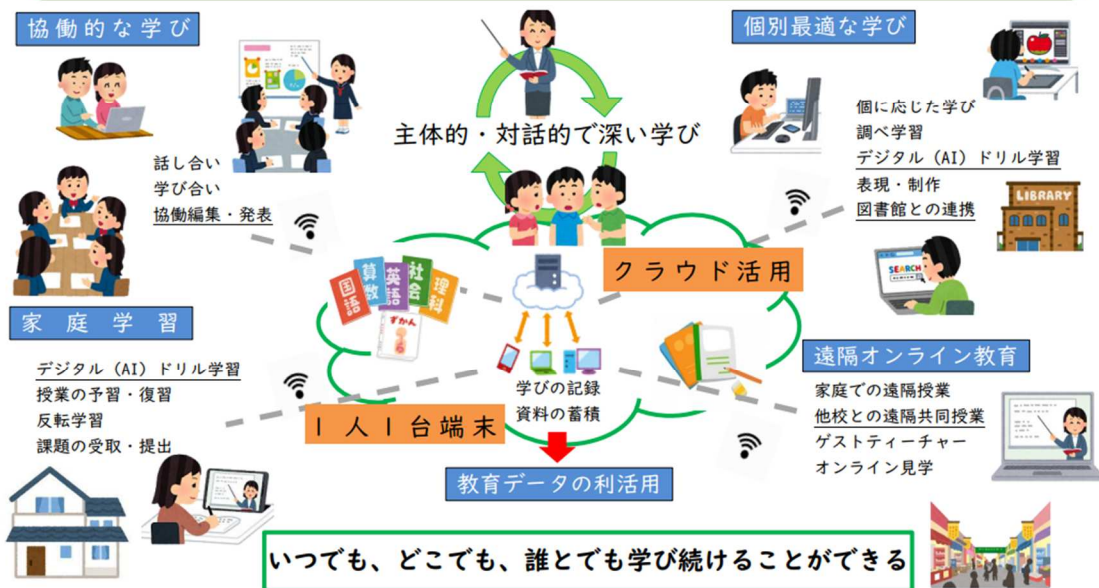 協働的な学び
話し合い
学び合い
協働編集・発表
主体的・対話的で深い学び
個別最適な学び
個に応じた学び
調べ学習
デジタル（AI）ドリル学習
表現・制作
図書館との連携
LIBRARY
SEARCH
国語
算数
英語
社会
理科
ずかん
クラウド活用
学びの記録
資料の蓄積
1人1台端末
教育データの利活用
家庭学習
デジタル（AI）ドリル学習
授業の予習・復習
反転学習
課題の受取・提出
遠隔オンライン教育
家庭での遠隔授業
他校との遠隔共同授業
ゲストティーチャー
オンライン見学
いつでも、どこでも、誰とでも学び続けることができる